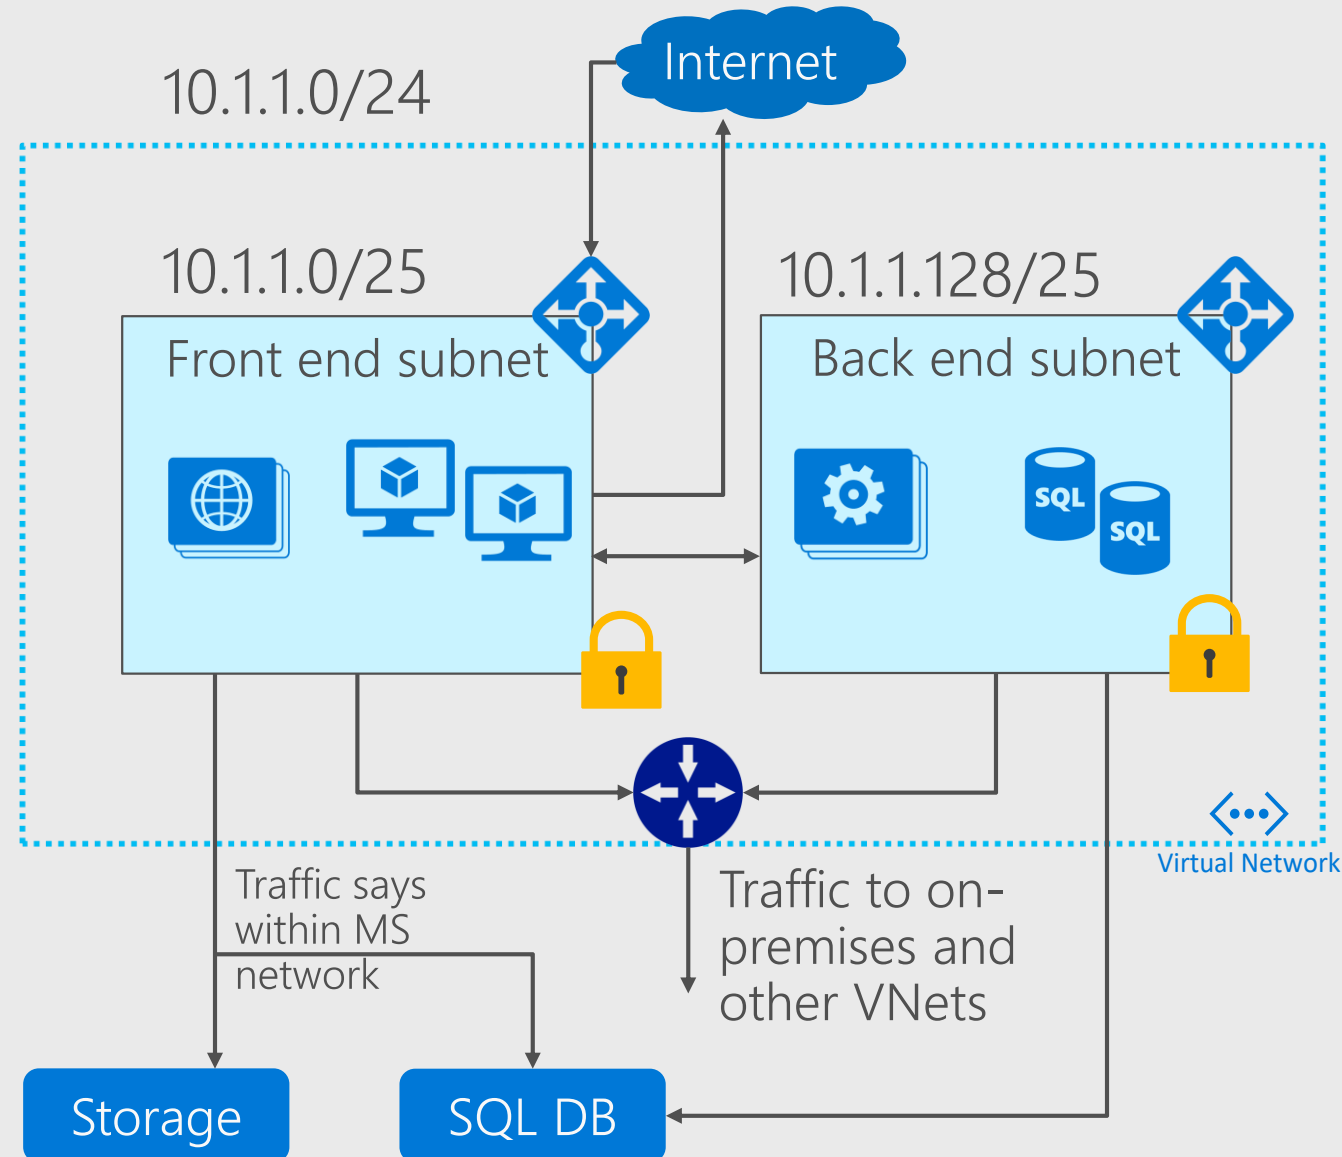 Internet
10.1.1.0/24
10.1.1.0/25
10.1.1.128/25
Front end subnet
Back end subnet
SQL
SQL
Virtual Network
Traffic says
within MS
network
Traffic to on-
premises and
other VNets
Storage
SQL DB